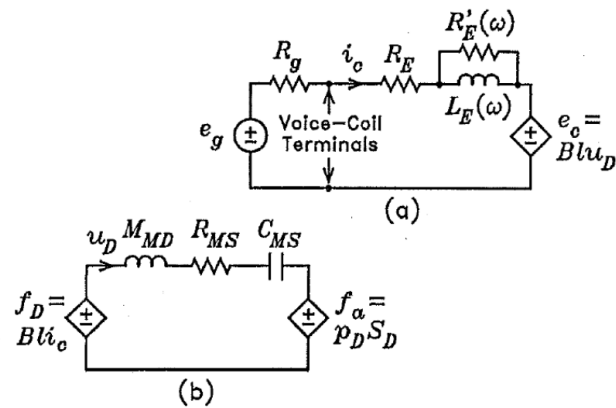 R'_E(ω)
R_g
i_c
R_E
L_E(ω)
e_g
±
Voice-Coil
Terminals
e_c=
Blu_D
±
(a)
u_D
M_MD
R_MS
C_MS
f_D=
Bli_c
±
±
f_a=
p_D S_D
(b)